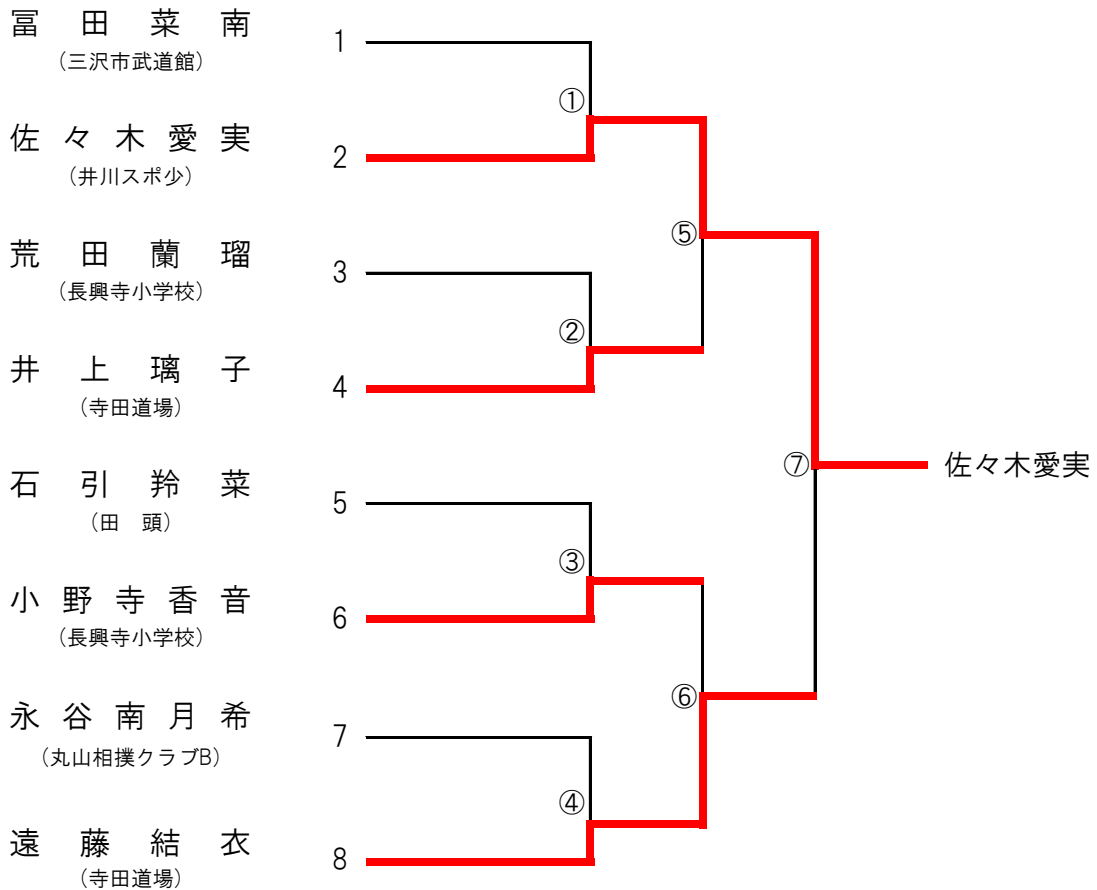 冨田菜南 1
（三沢市武道館）
①
佐々木愛実 2
（井川スポ少）
⑤
荒田蘭瑠 3
（長興寺小学校）
②
井上璃子 4
（寺田道場）
⑦ 佐々木愛実
石引羚菜 5
（田　頭）
③
小野寺香音 6
（長興寺小学校）
⑥
永谷南月希 7
（丸山相撲クラブB）
④
遠藤結衣 8
（寺田道場）